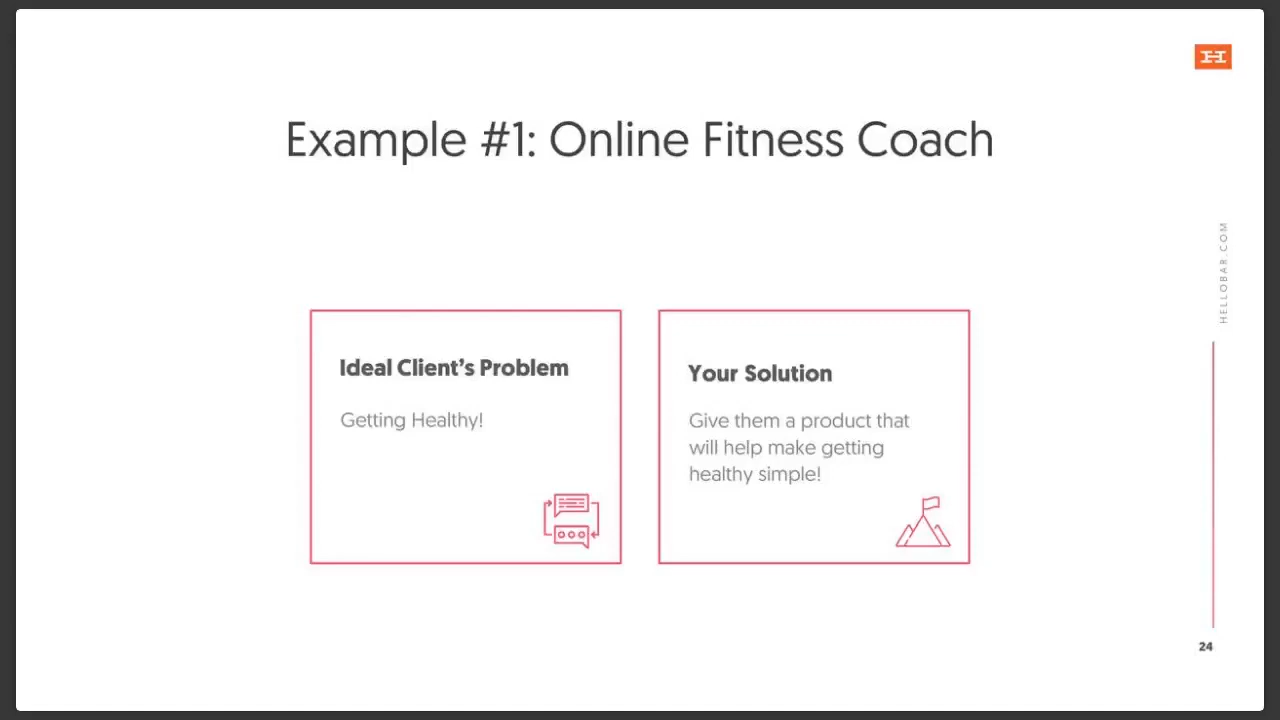 H
Example #1: Online Fitness Coach
HELLOBAR.COM
Ideal Client’s Problem
Getting Healthy!
Your Solution
Give them a product that
will help make getting
healthy simple!
24